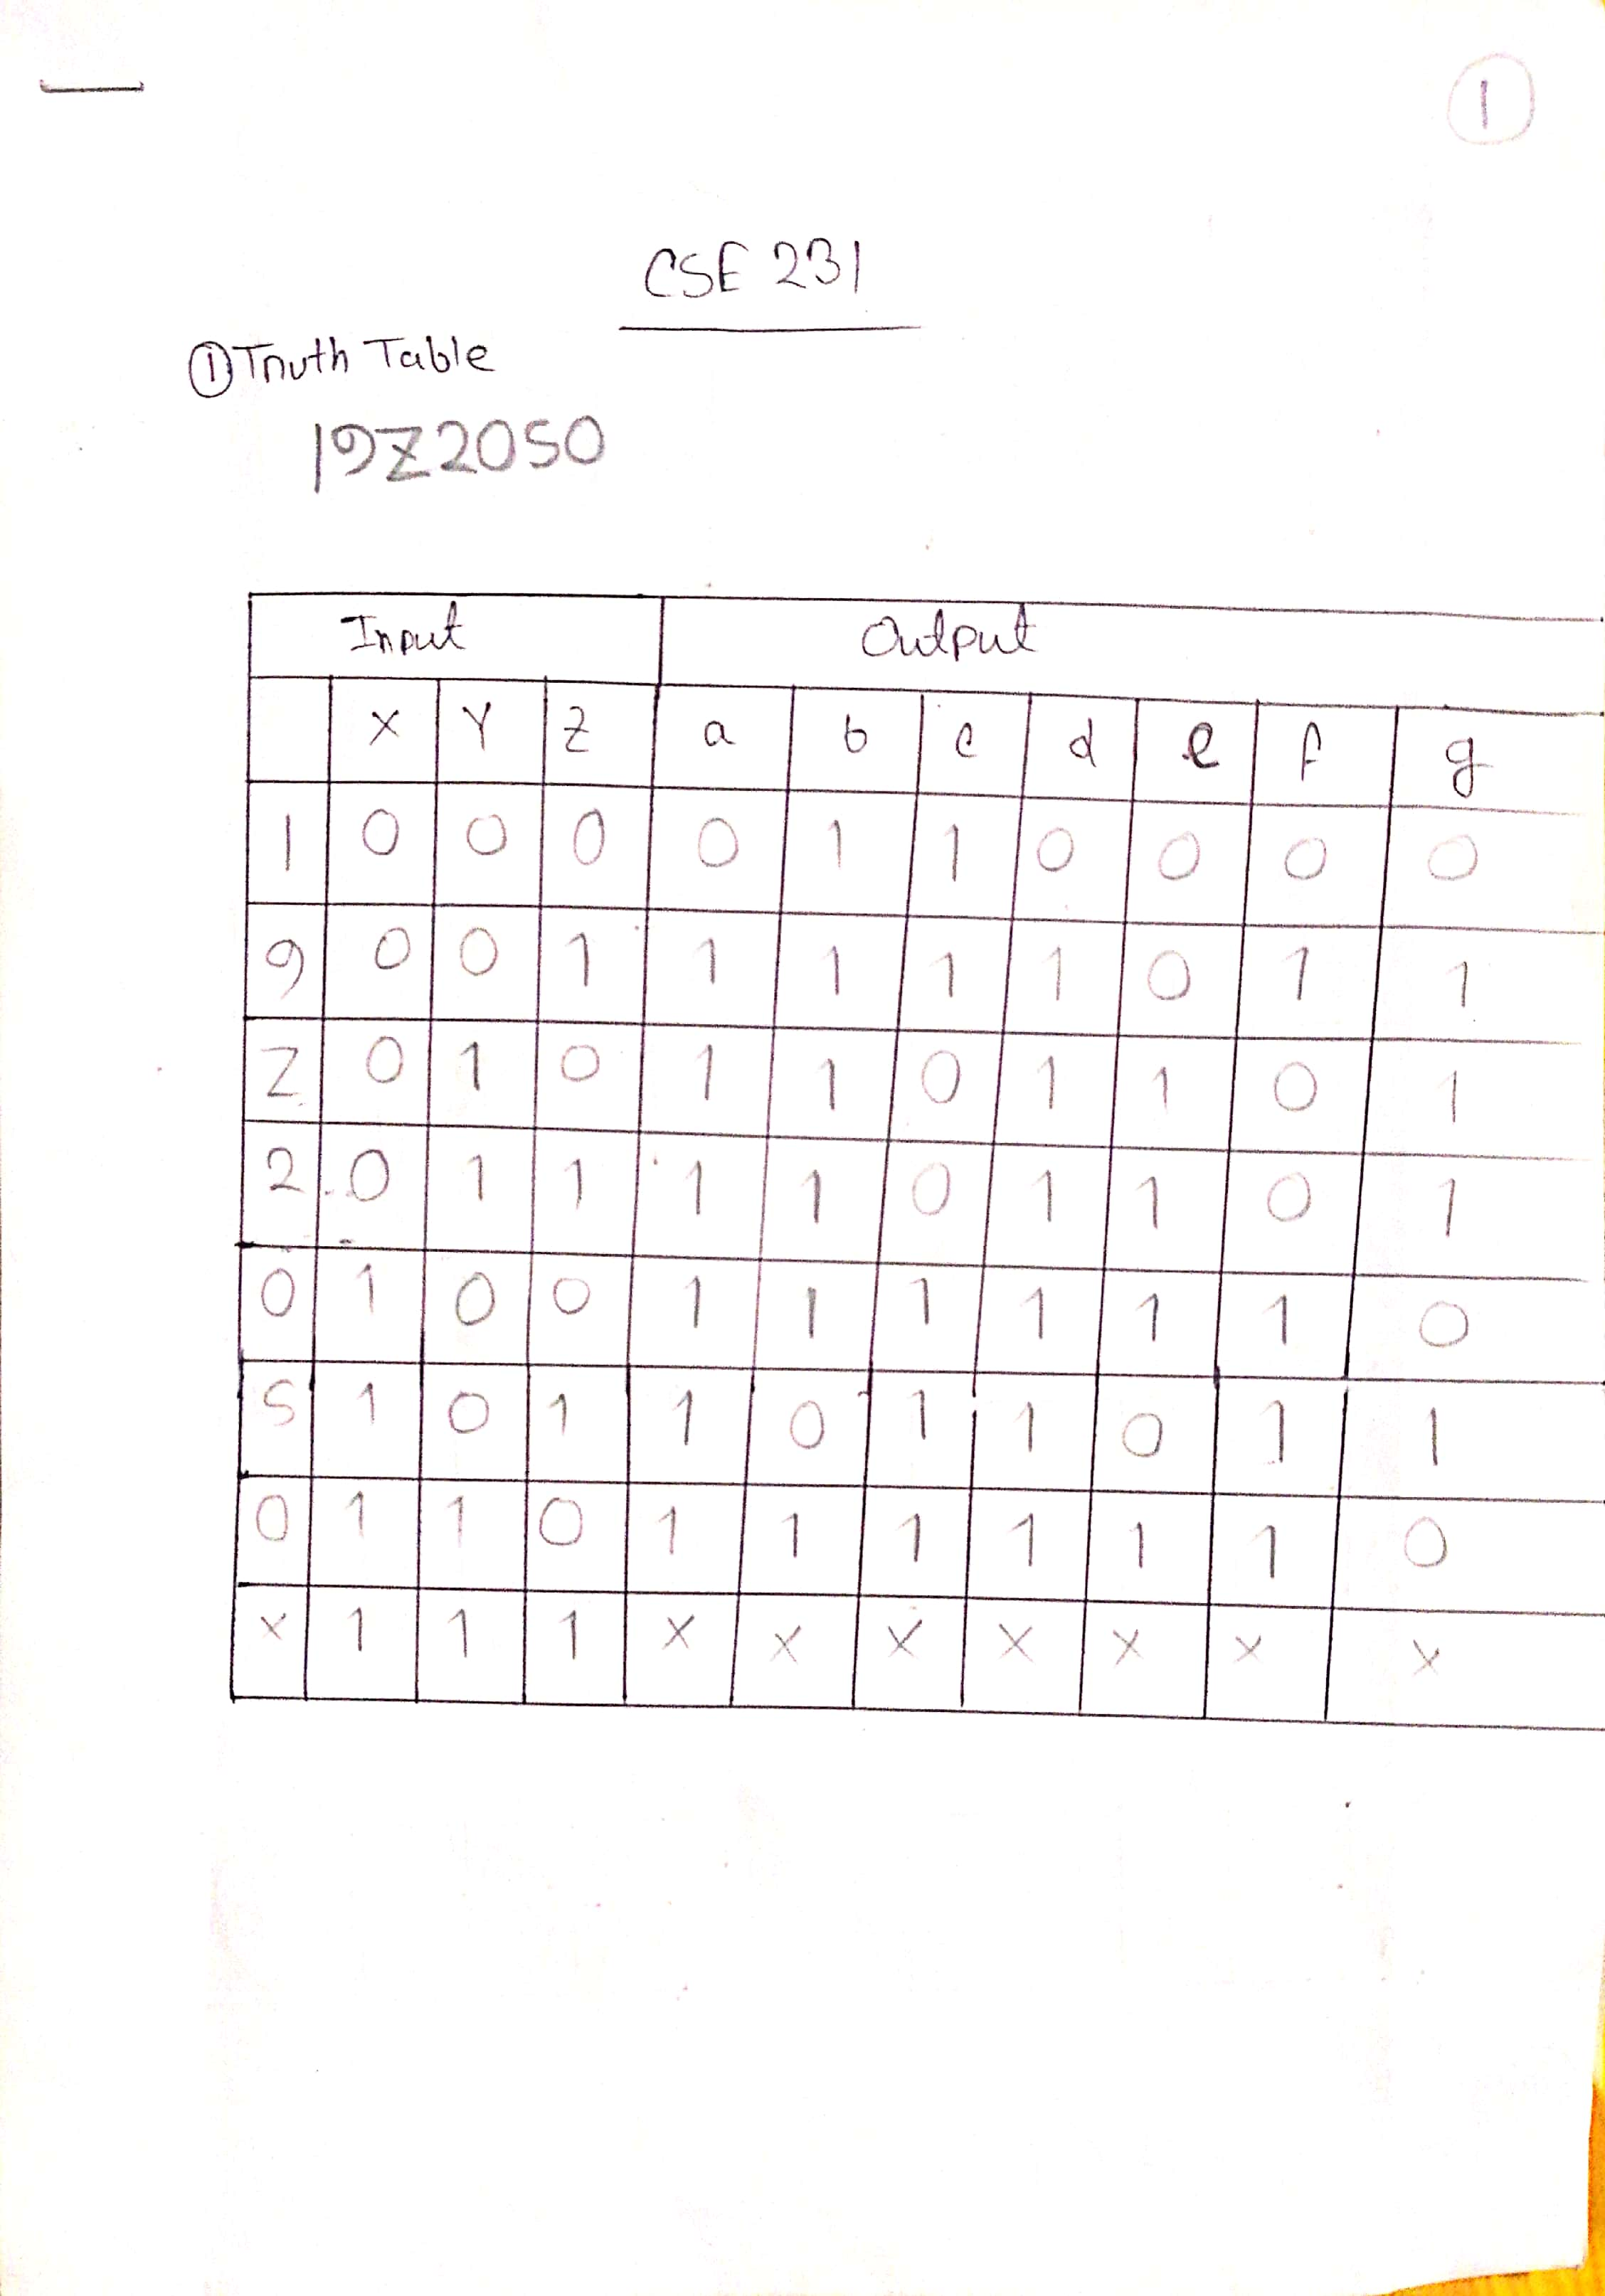 1
CSE 231
① Truth Table
19Z2050
Input Output
X Y Z a b c d e f g
1 0 0 0 0 1 1 0 0 0 0
9 0 0 1 1 1 1 1 0 1 1
Z 0 1 0 1 1 0 1 1 0 1
2 0 1 1 1 1 0 1 1 0 1
0 1 0 0 1 1 1 1 1 1 0
5 1 0 1 1 0 1 1 0 1 1
0 1 1 0 1 1 1 1 1 1 0
X 1 1 1 X X X X X X X